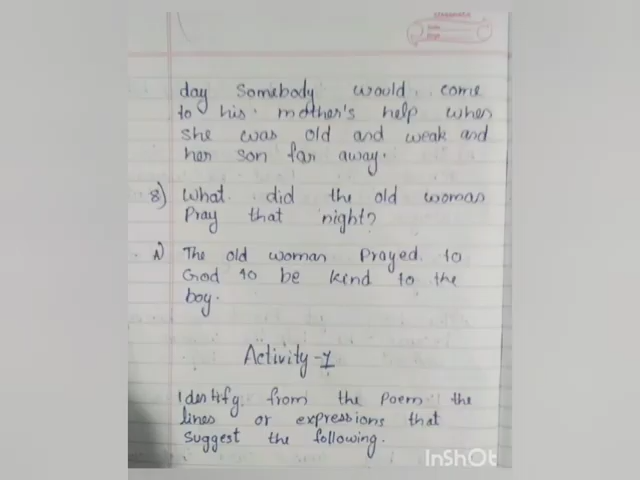 day Somebody would come
to his mother's help when
she was old and weak and
her son far away.
8) What did the old woman
Pray that night?
A) The old woman Prayed to
God to be kind to the
boy.
Activity-1
Identify from the Poem the
lines or expressions that
Suggest the following.
InShOt